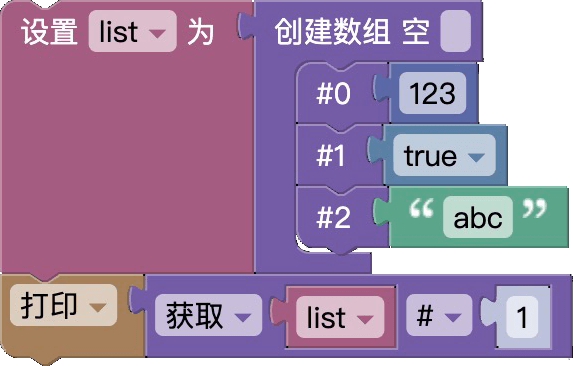 设置 list 为 创建数组 空
#0 123
#1 true
#2 “ abc ”
打印 获取 list # 1